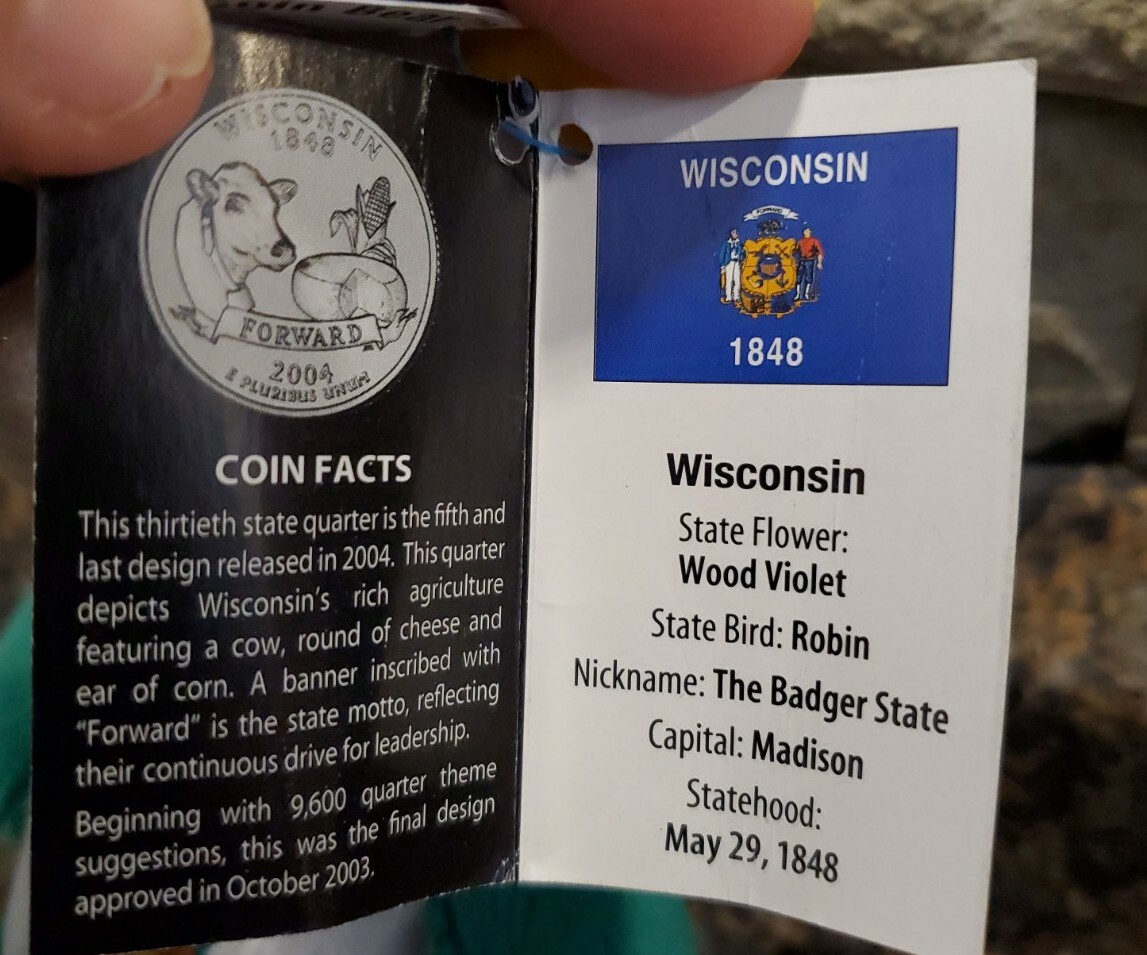 WISCONSIN
1848
FORWARD
2004
E PLURIBUS UNUM
COIN FACTS
This thirtieth state quarter is the fifth and
last design released in 2004. This quarter
depicts Wisconsin's rich agriculture
featuring a cow, round of cheese and
ear of corn. A banner inscribed with
“Forward” is the state motto, reflecting
their continuous drive for leadership.
Beginning with 9,600 quarter theme
suggestions, this was the final design
approved in October 2003.
WISCONSIN
FORWARD
1848
Wisconsin
State Flower:
Wood Violet
State Bird: Robin
Nickname: The Badger State
Capital: Madison
Statehood:
May 29, 1848